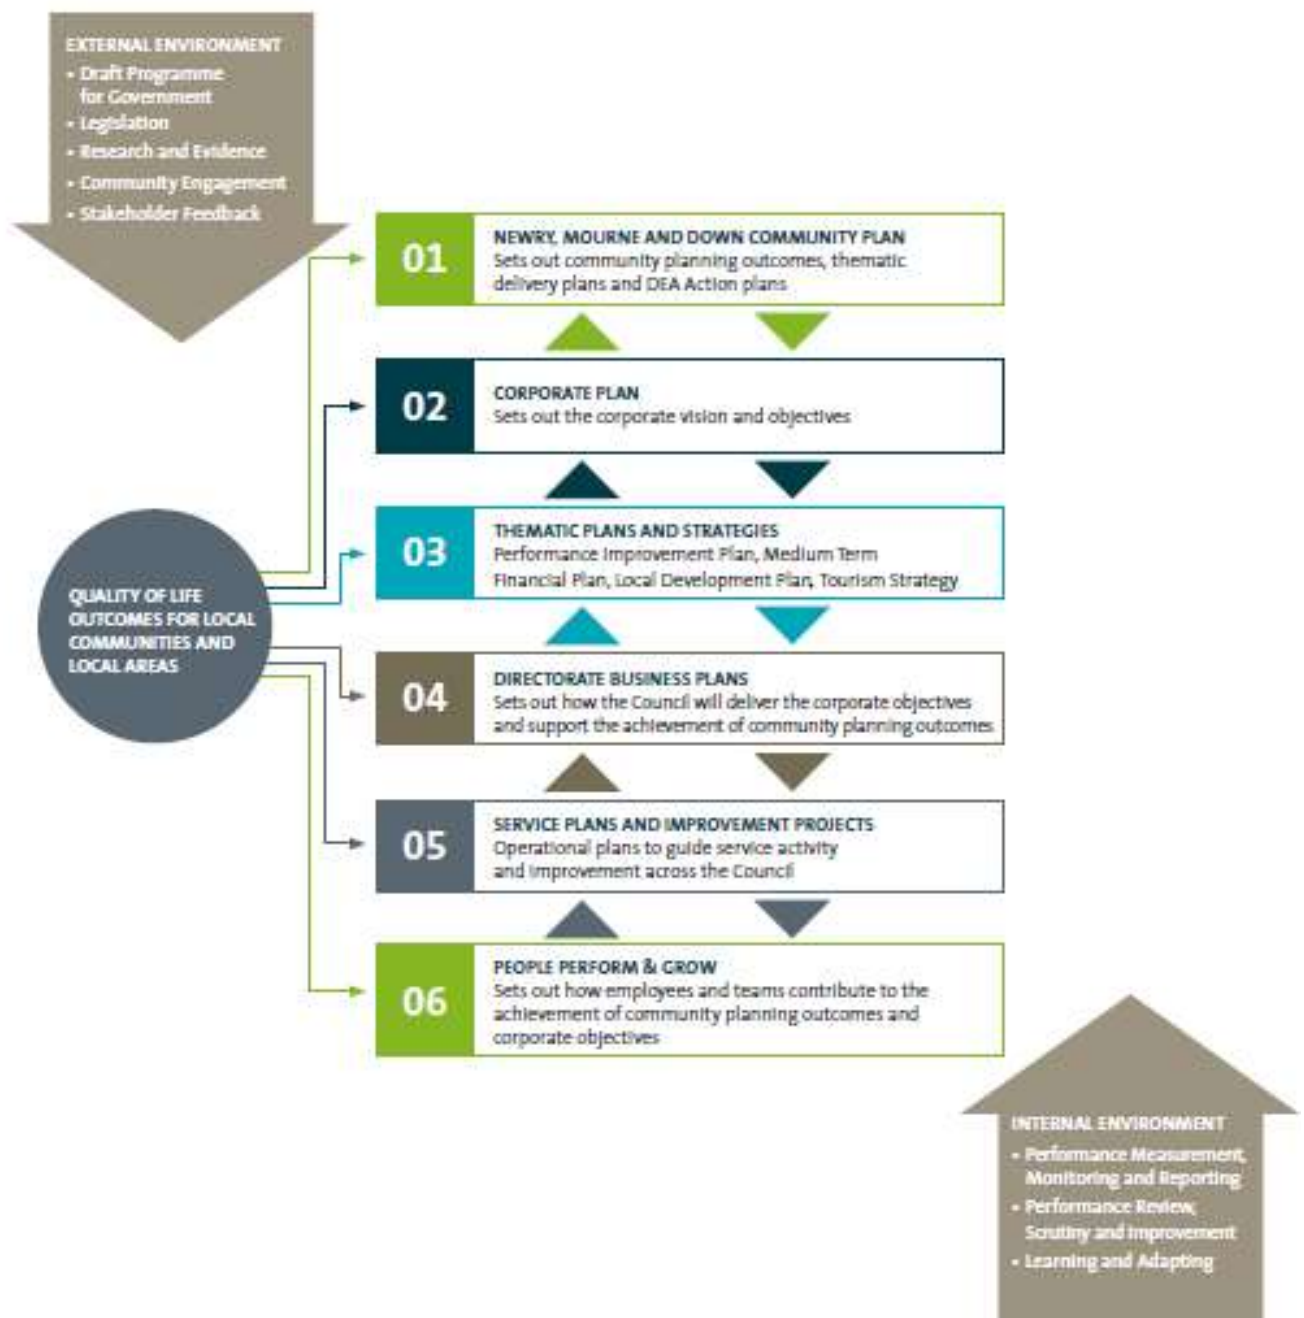 EXTERNAL ENVIRONMENT
• Draft Programme
for Government
• Legislation
• Research and Evidence
• Community Engagement
• Stakeholder Feedback
01
NEWRY, MOURNE AND DOWN COMMUNITY PLAN
Sets out community planning outcomes, thematic
delivery plans and DEA Action plans
02
CORPORATE PLAN
Sets out the corporate vision and objectives
03
THEMATIC PLANS AND STRATEGIES
Performance Improvement Plan, Medium Term
Financial Plan, Local Development Plan, Tourism Strategy
QUALITY OF LIFE
OUTCOMES FOR LOCAL
COMMUNITIES AND
LOCAL AREAS
04
DIRECTORATE BUSINESS PLANS
Sets out how the Council will deliver the corporate objectives
and support the achievement of community planning outcomes
05
SERVICE PLANS AND IMPROVEMENT PROJECTS
Operational plans to guide service activity
and improvement across the Council
06
PEOPLE PERFORM & GROW
Sets out how employees and teams contribute to the
achievement of community planning outcomes and
corporate objectives
INTERNAL ENVIRONMENT
• Performance Measurement,
Monitoring and Reporting
• Performance Review,
Scrutiny and Improvement
• Learning and Adapting